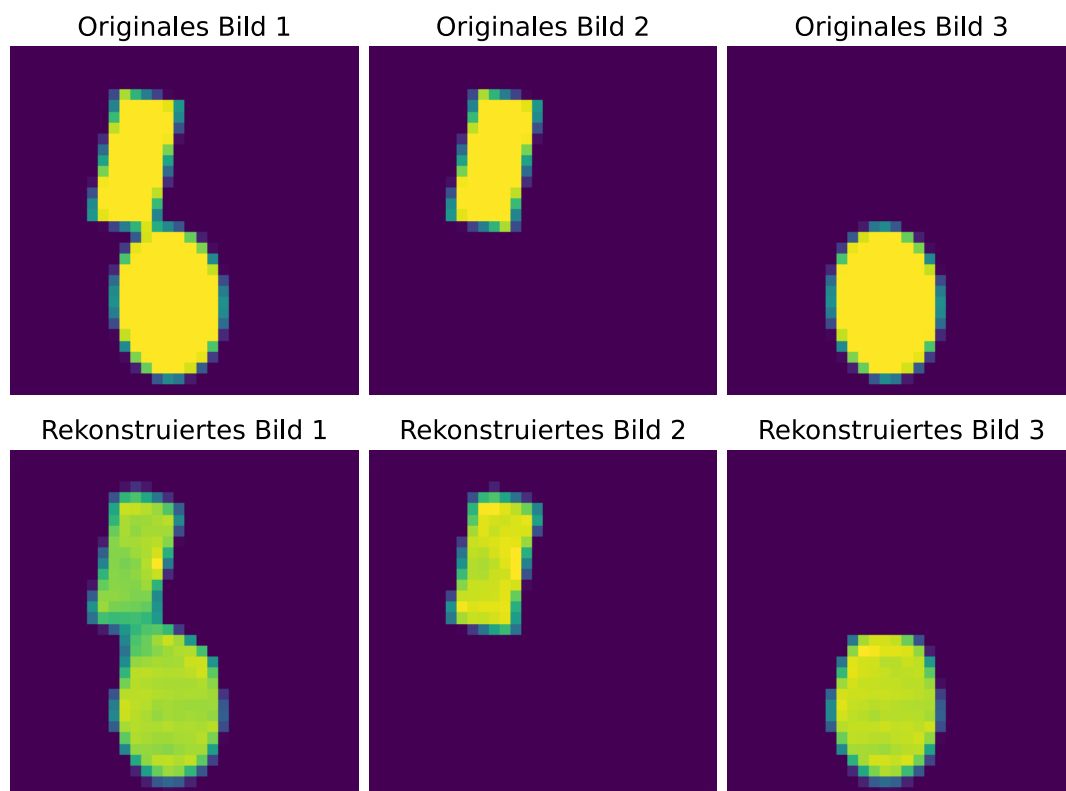 Originales Bild 1
Originales Bild 2
Originales Bild 3
Rekonstruiertes Bild 1
Rekonstruiertes Bild 2
Rekonstruiertes Bild 3